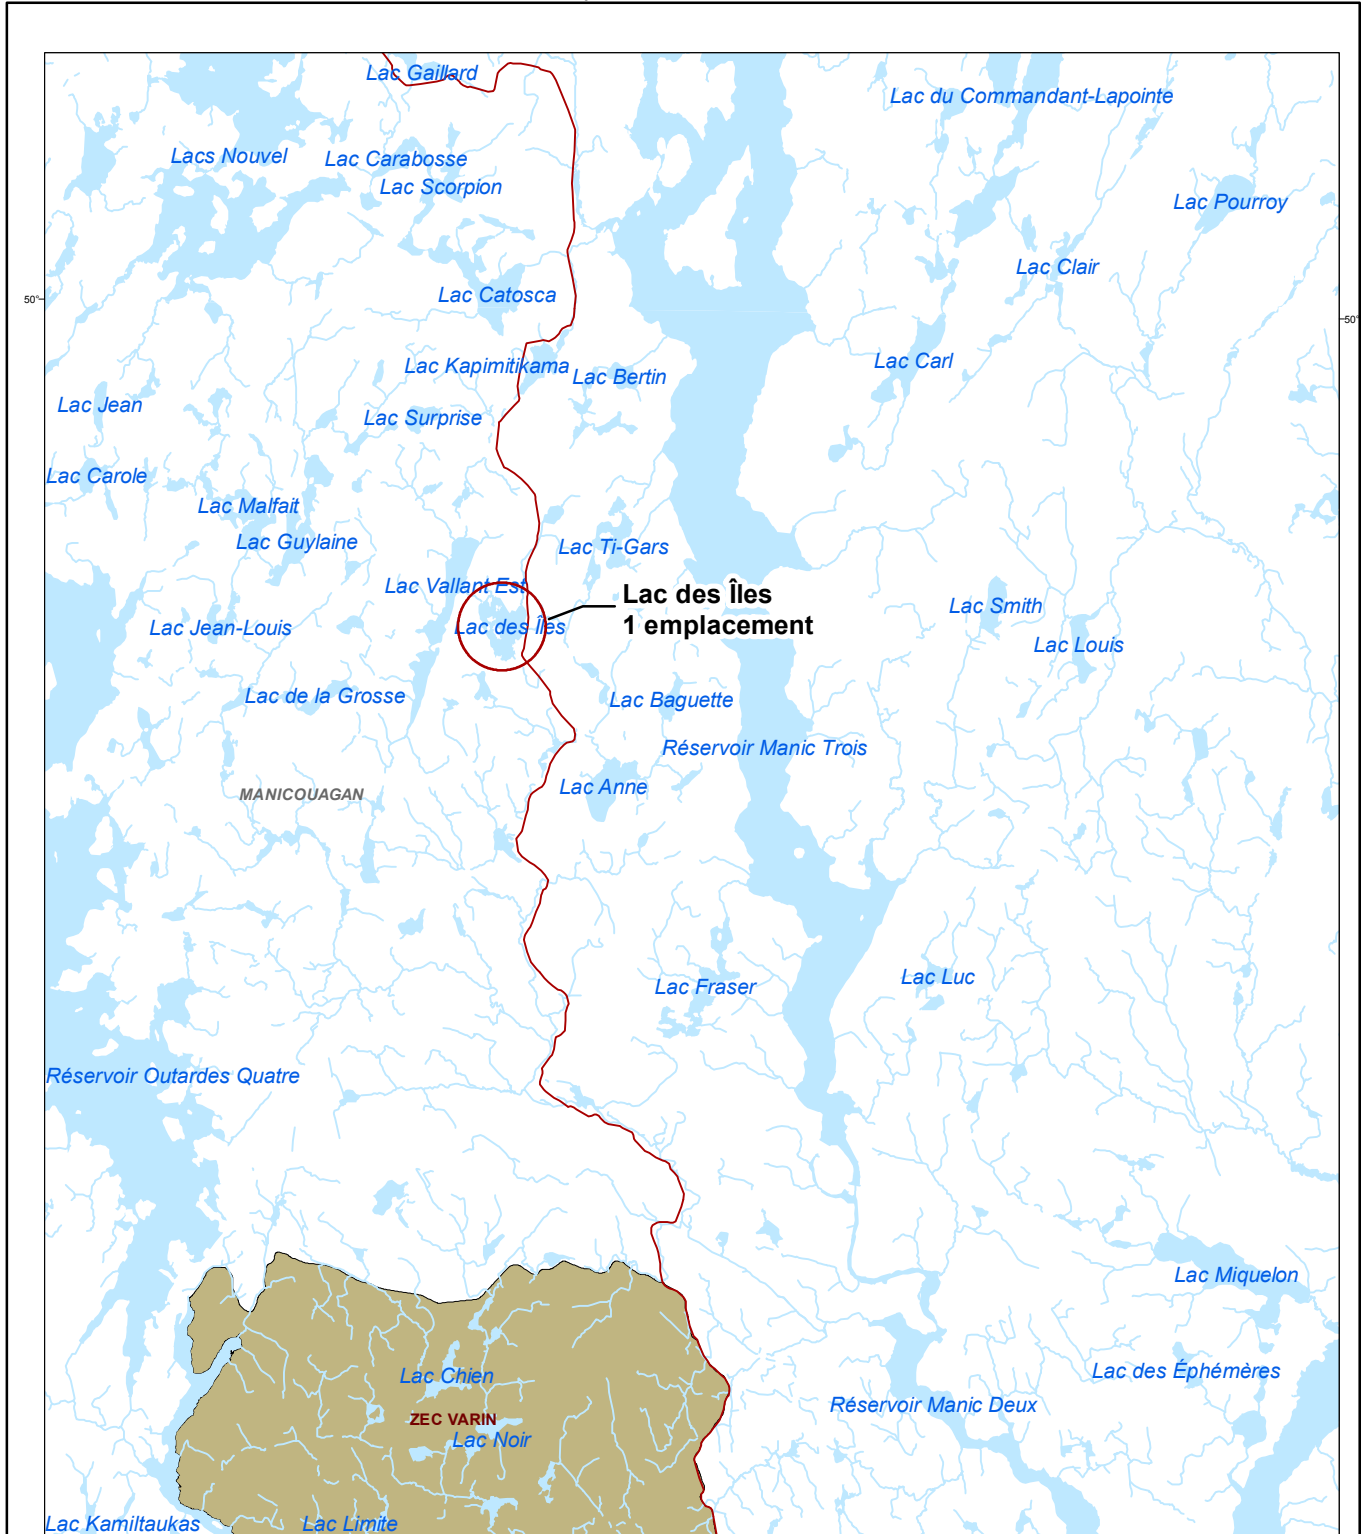 Lac Gaillard
Lac du Commandant-Lapointe
Lacs Nouvel
Lac Carabosse
Lac Scorpion
Lac Pourroy
Lac Clair
Lac Catosca
50°
50°
Lac Kapimitikama
Lac Bertin
Lac Carl
Lac Jean
Lac Surprise
Lac Carole
Lac Malfait
Lac Guylaine
Lac Ti-Gars
Lac Vallant Est
Lac des Îles
1 emplacement
Lac des Îles
Lac Smith
Lac Jean-Louis
Lac Louis
Lac de la Grosse
Lac Baguette
Réservoir Manic Trois
Lac Anne
MANICOUAGAN
Lac Fraser
Lac Luc
Réservoir Outardes Quatre
Lac Miquelon
Lac Chien
Lac des Éphémères
Réservoir Manic Deux
ZEC VARIN
Lac Noir
Lac Kamiltaukas
Lac Limite